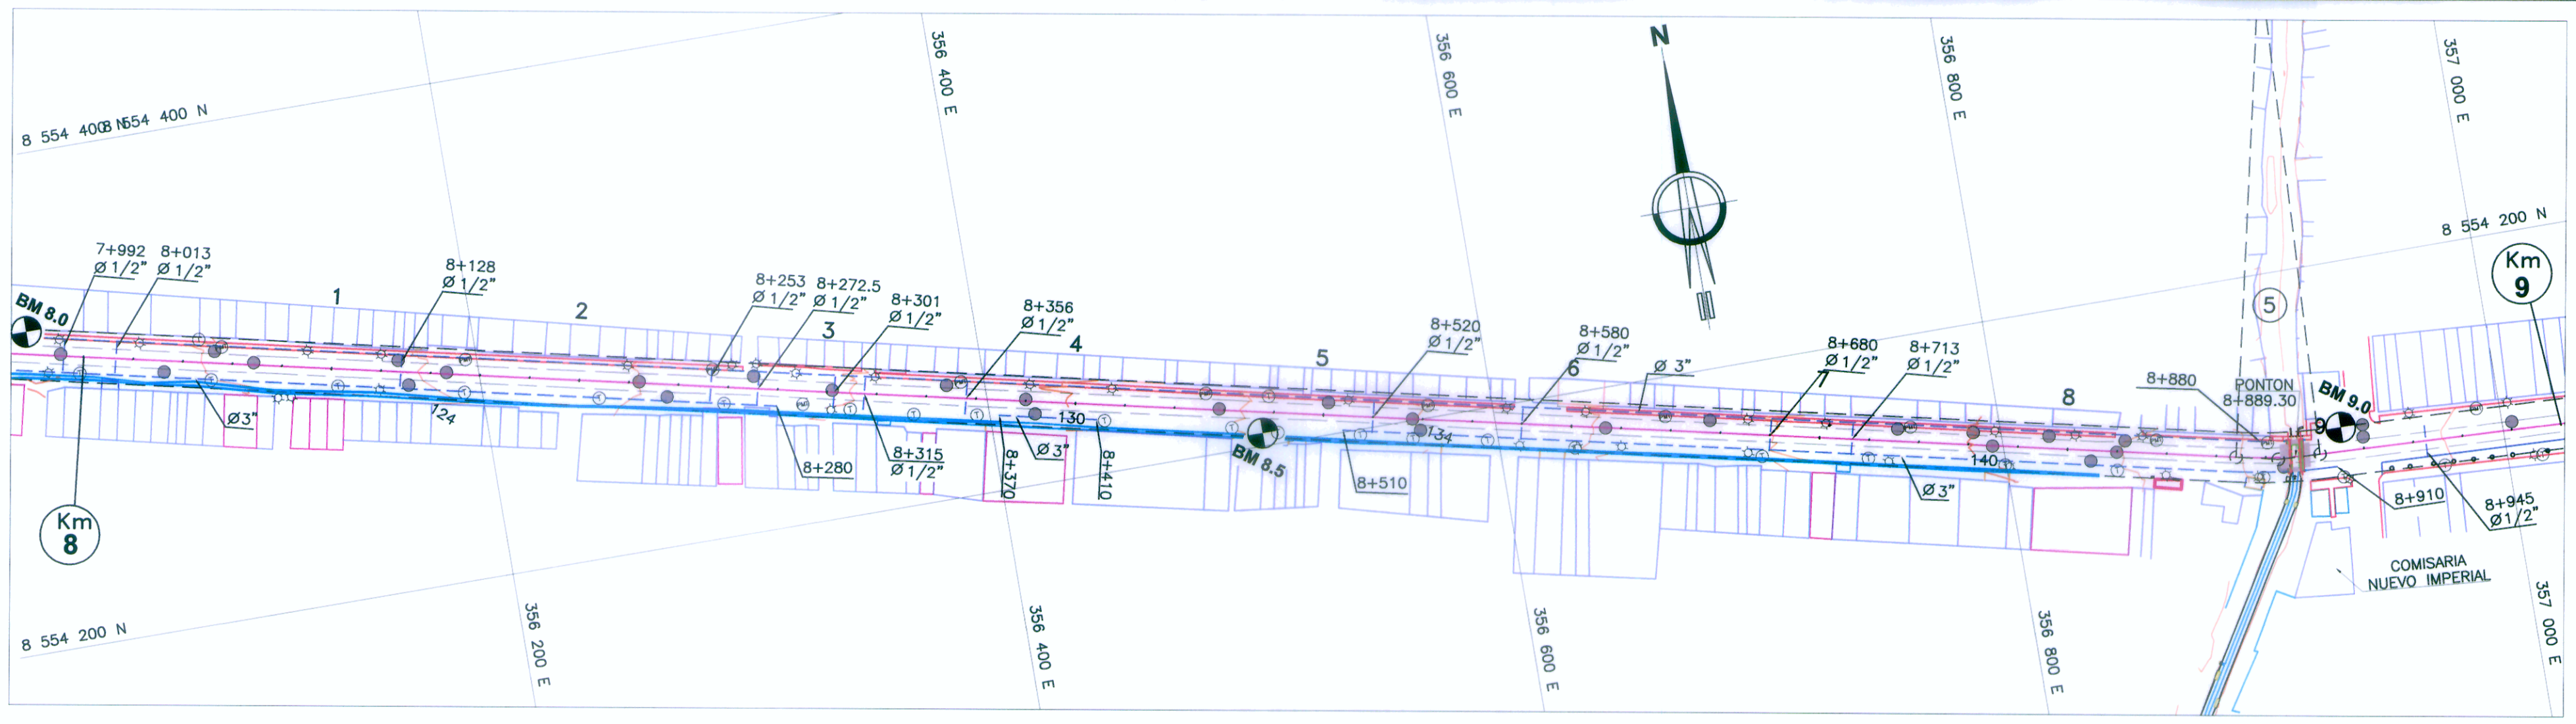 356 400 E
356 600 E
356 800 E
357 000 E
N
8 554 400 N
8 554 400 N
8 554 200 N
Km
9
7+992
Ø 1/2"
8+013
Ø 1/2"
8+128
Ø 1/2"
8+253
Ø 1/2"
8+272.5
Ø 1/2"
8+301
Ø 1/2"
8+356
Ø 1/2"
8+520
Ø 1/2"
8+580
Ø 1/2"
Ø 3"
8+680
Ø 1/2"
8+713
Ø 1/2"
8+880
PONTON
8+889.30
5
BM 8.0
1
2
3
4
5
6
7
8
9
BM 9.0
Ø3"
124
8+280
8+315
Ø 1/2"
8+370
Ø 3"
130
8+410
BM 8.5
8+510
134
140
Ø3"
8+910
8+945
Ø1/2"
COMISARIA
NUEVO IMPERIAL
Km
8
8 554 200 N
356 200 E
356 400 E
356 600 E
356 800 E
357 000 E